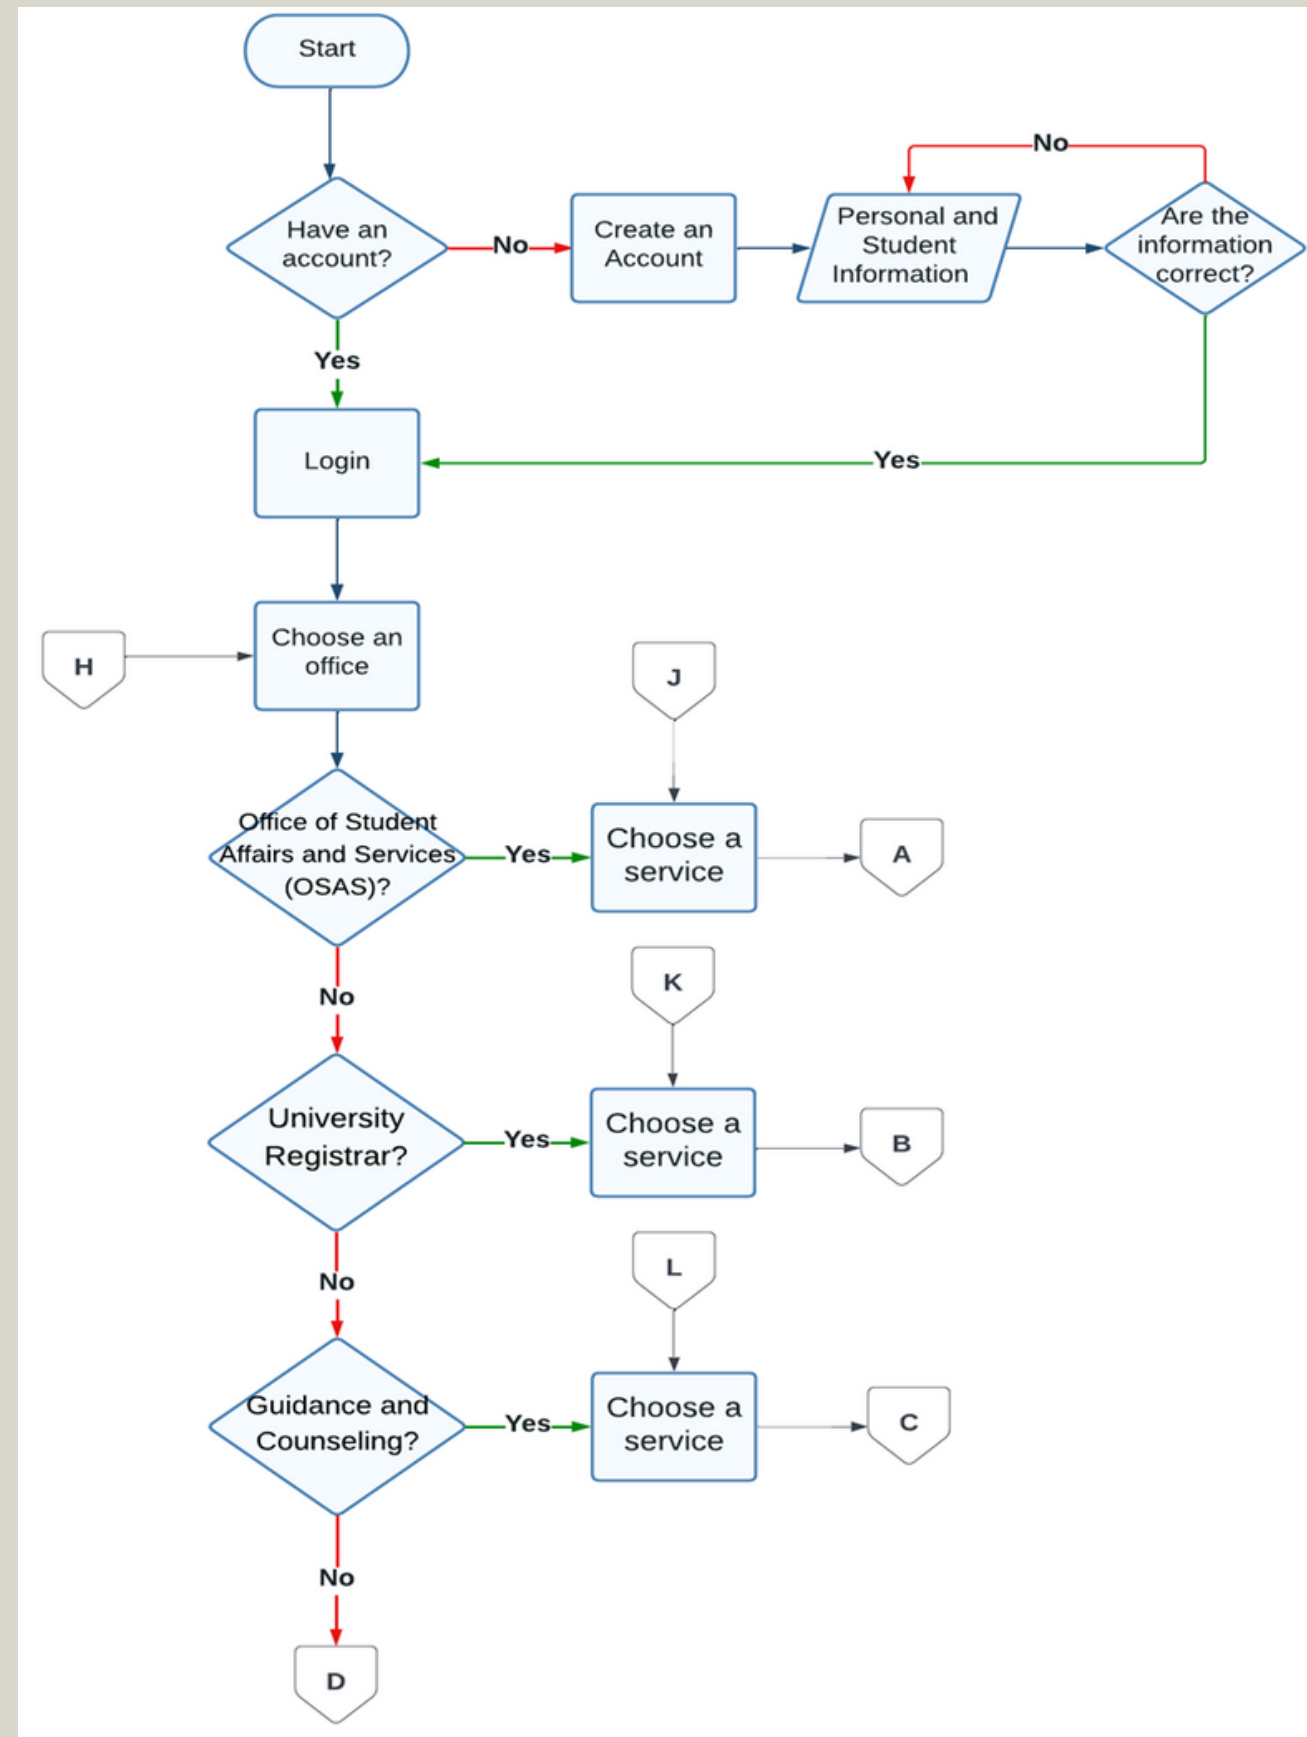 Start
Have an
account?
No
Create an
Account
Personal and
Student
Information
No
Are the
information
correct?
Yes
Yes
Login
Choose an
office
H
J
Office of Student
Affairs and Services
(OSAS)?
Yes
Choose a
service
A
No
K
University
Registrar?
Yes
Choose a
service
B
No
L
Guidance and
Counseling?
Yes
Choose a
service
C
No
D